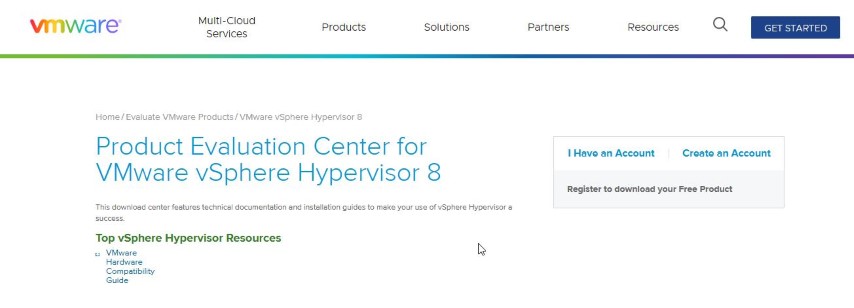 vmware®
Multi-Cloud
Services
Products
Solutions
Partners
Resources
GET STARTED
Home / Evaluate VMware Products / VMware vSphere Hypervisor 8
Product Evaluation Center for
VMware vSphere Hypervisor 8
This download center features technical documentation and installation guides to make your use of vSphere Hypervisor a
success.
Top vSphere Hypervisor Resources
VMware
Hardware
Compatibility
Guide
I Have an Account
Create an Account
Register to download your Free Product